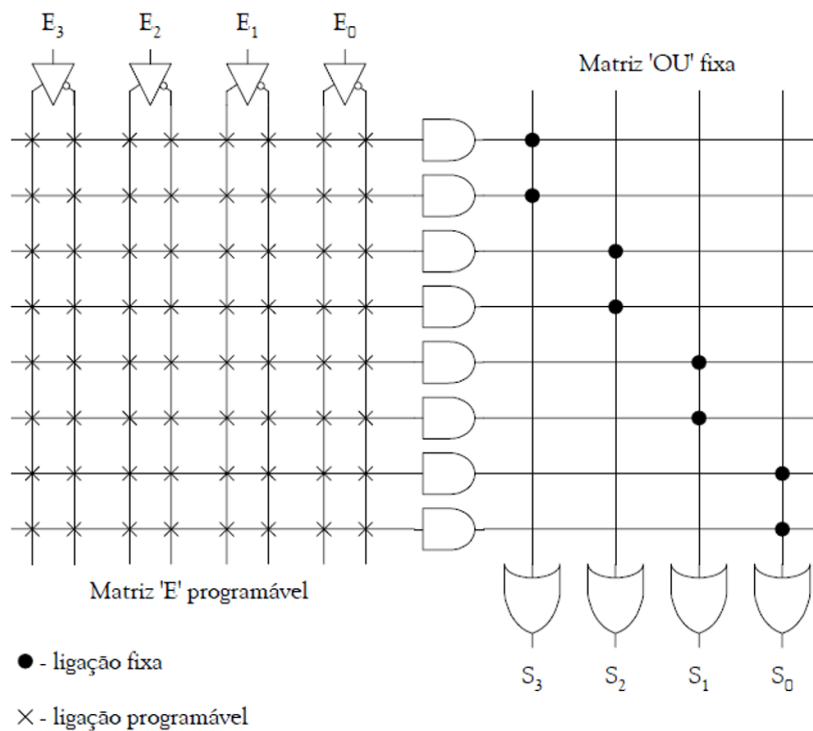 E₃ E₂ E₁ E₀
Matriz 'OU' fixa
Matriz 'E' programável
S₃ S₂ S₁ S₀
- ligação fixa
- ligação programável